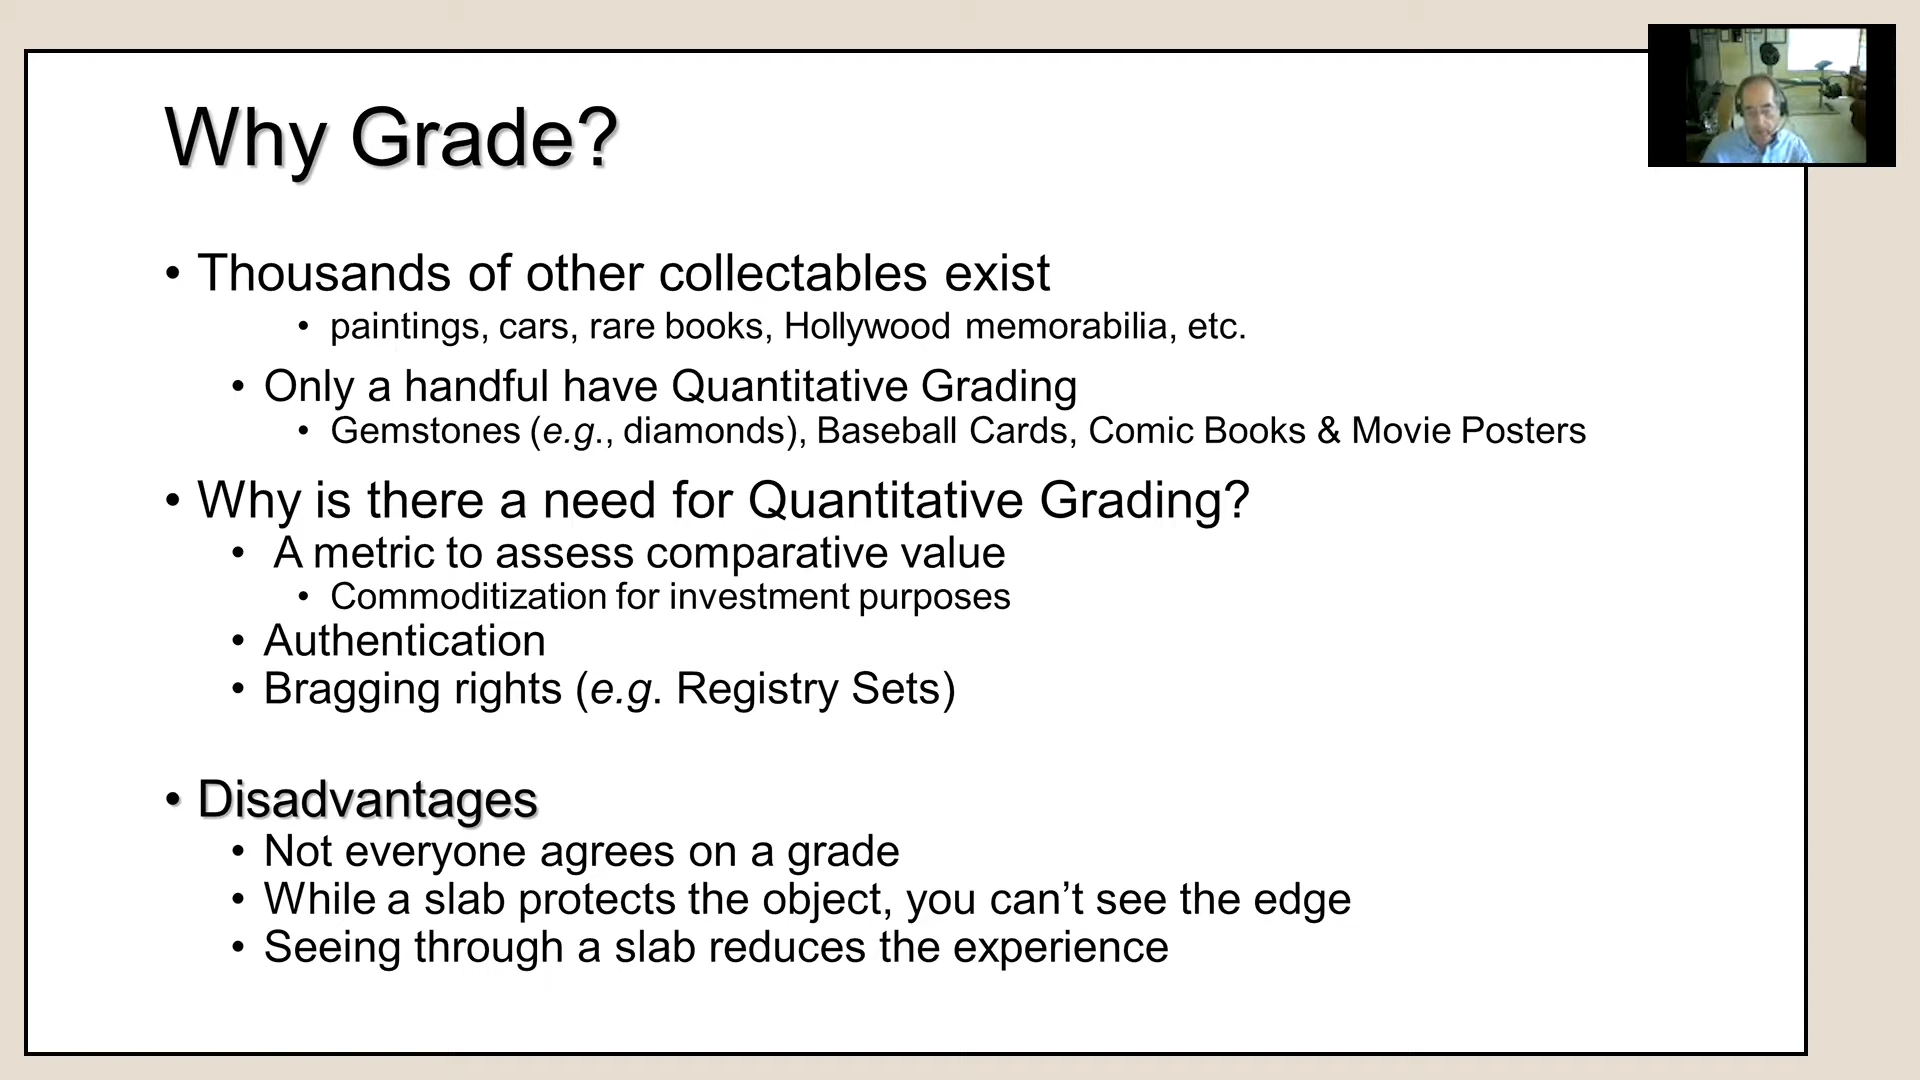 Why Grade?
• Thousands of other collectables exist
• paintings, cars, rare books, Hollywood memorabilia, etc.
• Only a handful have Quantitative Grading
• Gemstones (e.g., diamonds), Baseball Cards, Comic Books & Movie Posters
• Why is there a need for Quantitative Grading?
• A metric to assess comparative value
• Commoditization for investment purposes
• Authentication
• Bragging rights (e.g. Registry Sets)
• Disadvantages
• Not everyone agrees on a grade
• While a slab protects the object, you can’t see the edge
• Seeing through a slab reduces the experience